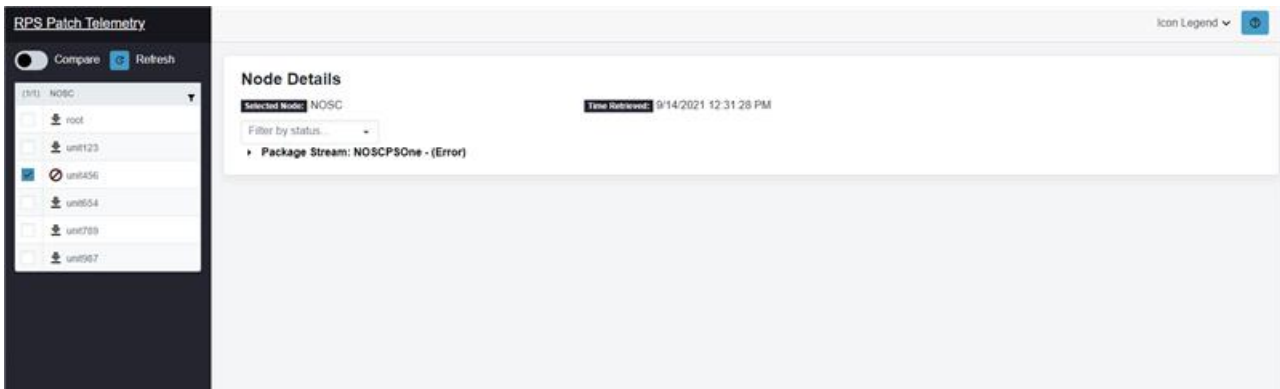 RPS Patch Telemetry
Icon Legend
Compare Refresh
(1/1) NOSC
root
unit123
unit456
unit654
unit789
unit987
Node Details
Selected Node: NOSC
Time Retrieved: 9/14/2021 12:31:28 PM
Filter by status...
Package Stream: NOSCPSOne - (Error)